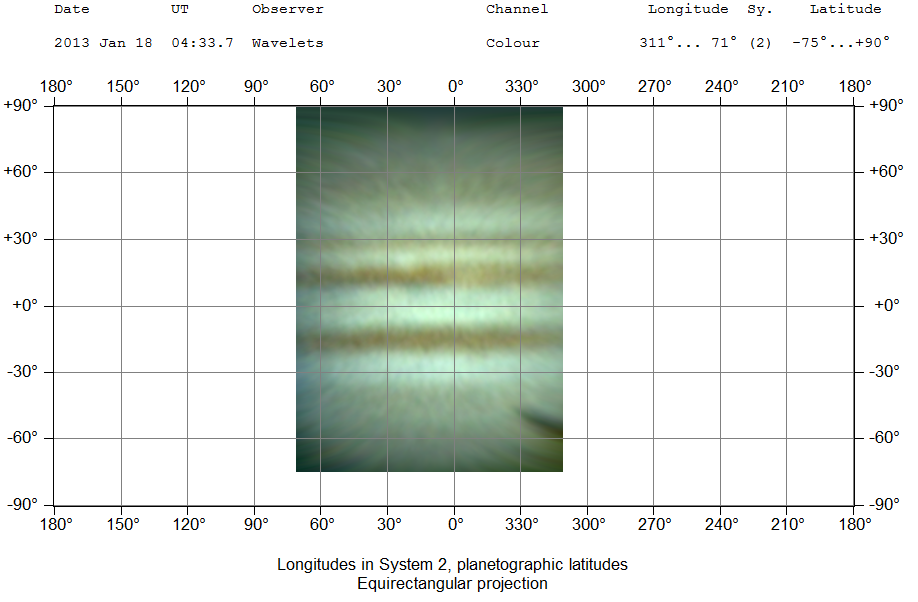 Date UT Observer Channel Longitude Sy. Latitude
2013 Jan 18 04:33.7 Wavelets Colour 311°... 71° (2) -75°...+90°
180° 150° 120° 90° 60° 30° 0° 330° 300° 270° 240° 210° 180°
+90° +90°
+60° +60°
+30° +30°
+0° +0°
-30° -30°
-60° -60°
-90° -90°
180° 150° 120° 90° 60° 30° 0° 330° 300° 270° 240° 210° 180°
Longitudes in System 2, planetographic latitudes
Equirectangular projection